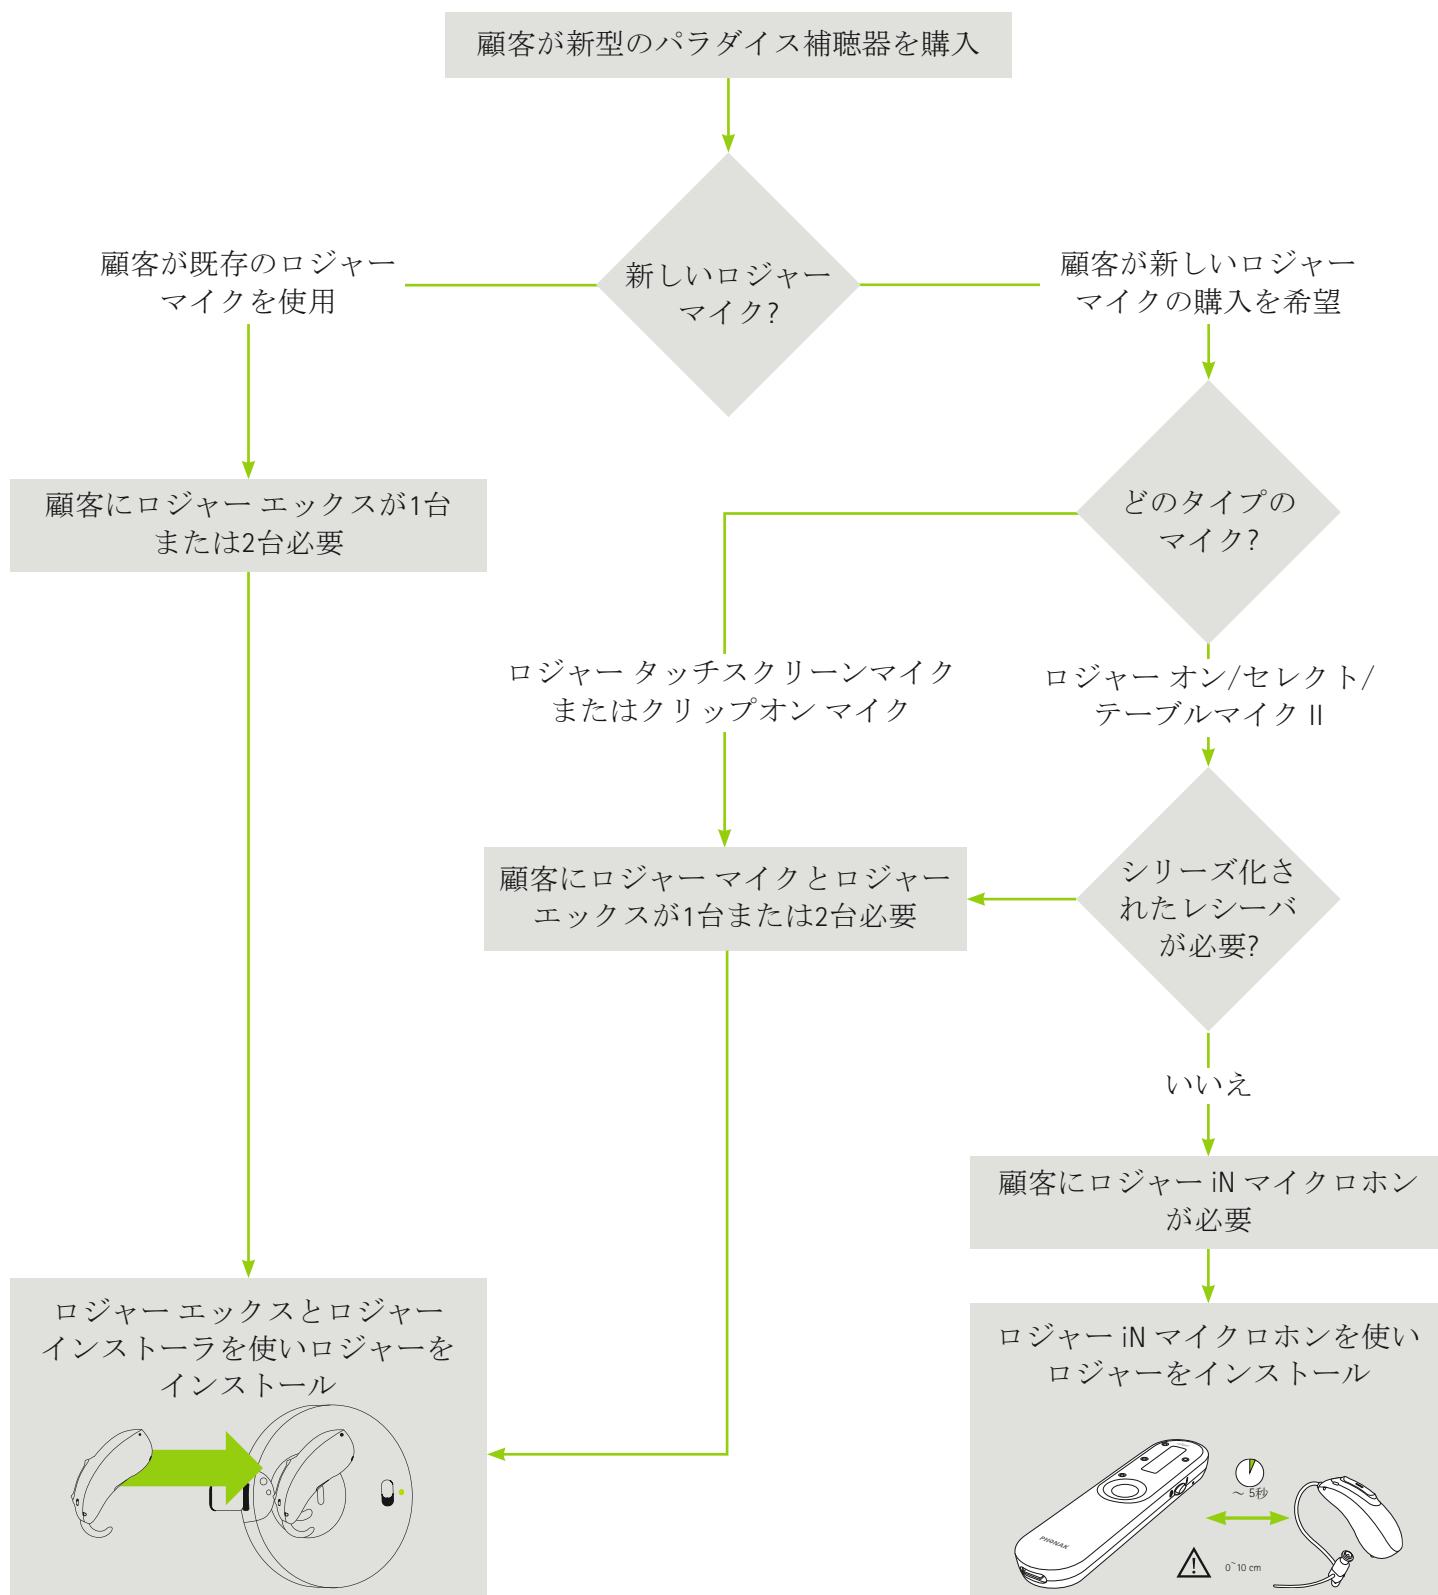 顧客が新型のパラダイス補聴器を購入
新しいロジャー
マイク?
顧客が既存のロジャー
マイクを使用
顧客が新しいロジャー
マイクの購入を希望
顧客にロジャー エックスが1台
または2台必要
どのタイプの
マイク?
ロジャー タッチスクリーンマイク
またはクリップオン マイク
ロジャー オン/セレクト/
テーブルマイク II
顧客にロジャー マイクとロジャー
エックスが1台または2台必要
シリーズ化さ
れたレシーバ
が必要?
いいえ
顧客にロジャー iN マイクロホン
が必要
ロジャー エックスとロジャー
インストーラを使いロジャーを
インストール
ロジャー iN マイクロホンを使い
ロジャーをインストール
～ 5秒
PHONAK
0~10 cm